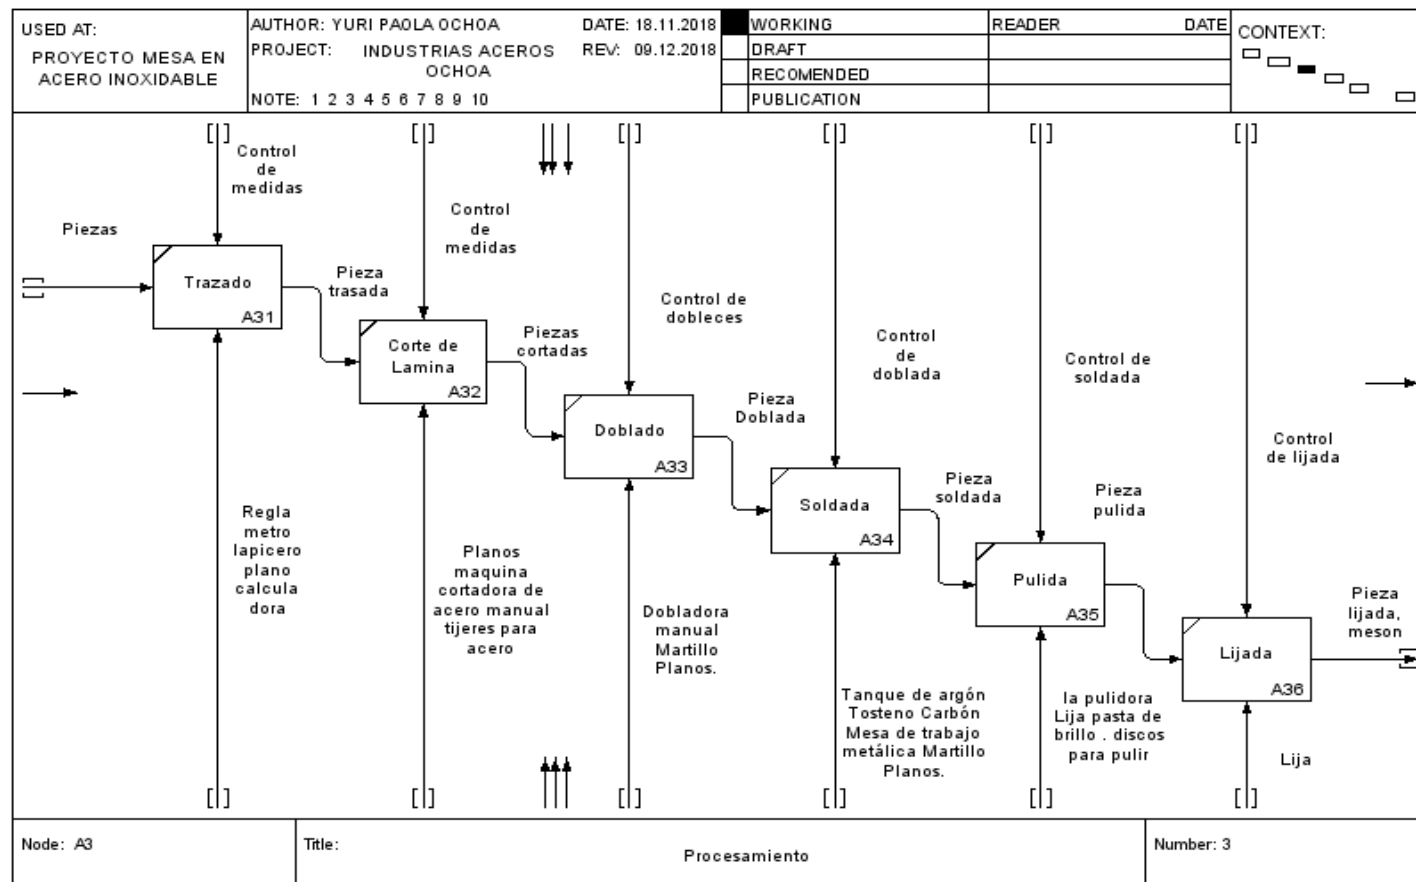 USED AT:
PROYECTO MESA EN
ACERO INOXIDABLE
AUTHOR: YURI PAOLA OCHOA
DATE: 18.11.2018
PROJECT: INDUSTRIAS ACEROS
OCHOA
REV: 09.12.2018
NOTE: 1 2 3 4 5 6 7 8 9 10
WORKING
DRAFT
RECOMENDED
PUBLICATION
READER
DATE
CONTEXT:
Control
de
medidas
Piezas
Trazado
A31
Regla
metro
lapicero
plano
calcula
dora
Pieza
trasada
Control
de
medidas
Corte de
Lamina
A32
Planos
maquina
cortadora de
acero manual
tijeres para
acero
Piezas
cortadas
Control de
dobleces
Doblado
A33
Dobladora
manual
Martillo
Planos.
Pieza
Doblada
Control
de
doblada
Soldada
A34
Tanque de argón
Tosteno Carbón
Mesa de trabajo
metálica Martillo
Planos.
Pieza
soldada
Control de
soldada
Pulida
A35
la pulidora
Lija pasta de
brillo . discos
para pulir
Pieza
pulida
Control
de lijada
Lijada
A36
Lija
Pieza
lijada,
meson
Node: A3
Title:
Procesamiento
Number: 3